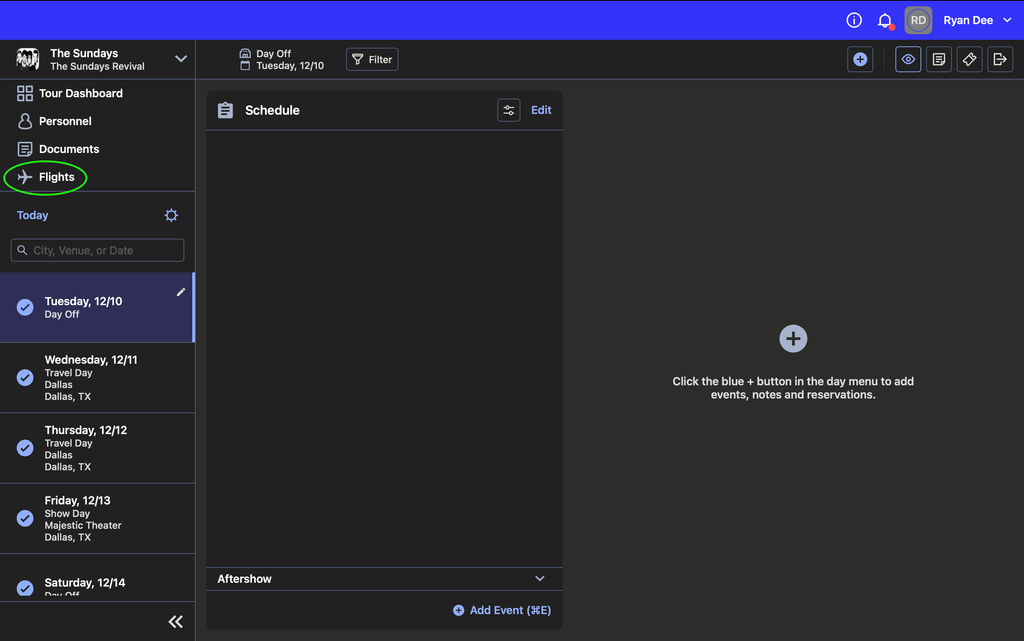 RD
Ryan Dee
The Sundays
The Sundays Revival
Day Off
Tuesday, 12/10
Filter
Tour Dashboard
Personnel
Documents
Flights
Today
City, Venue, or Date
Tuesday, 12/10
Day Off
Wednesday, 12/11
Travel Day
Dallas
Dallas, TX
Thursday, 12/12
Travel Day
Dallas
Dallas, TX
Friday, 12/13
Show Day
Majestic Theater
Dallas, TX
Saturday, 12/14
Day Off
Schedule
Edit
Aftershow
Add Event (⌘E)
Click the blue + button in the day menu to add
events, notes and reservations.